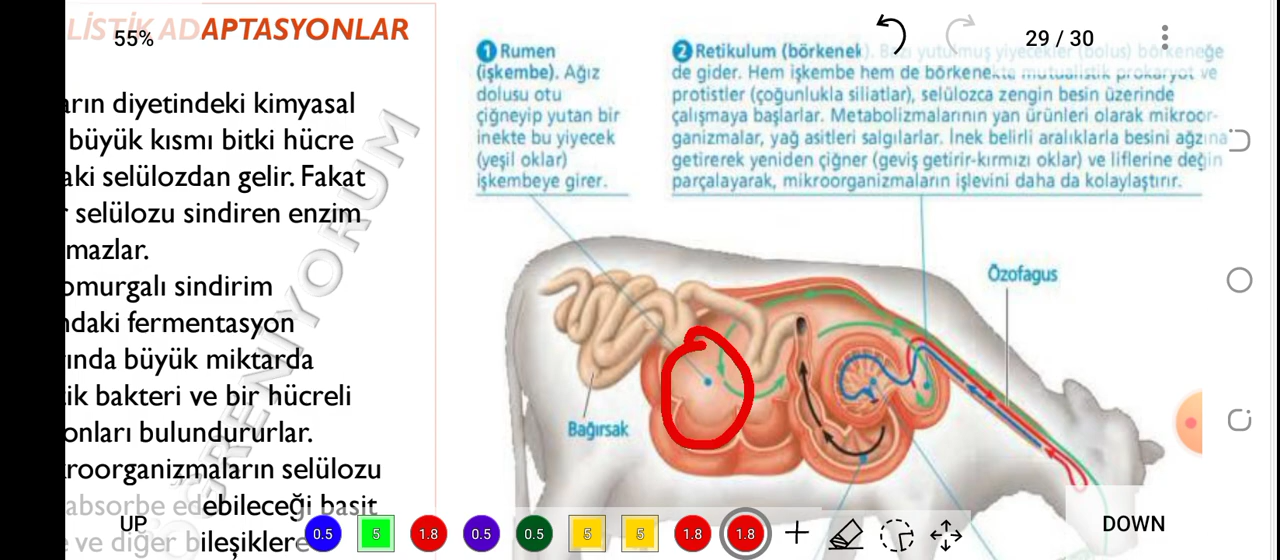 LİSTİK ADAPTASYONLAR
55%
29 / 30
arın diyetindeki kimyasal
büyük kısmı bitki hücre
aki selülozdan gelir. Fakat
selülozu sindiren enzim
mazlar.
omurgalı sindirim
ndaki fermentasyon
rında büyük miktarda
tik bakteri ve bir hücreli
onları bulundururlar.
kroorganizmaların selülozu
absorbe edebileceği basit
ve diğer bileşiklere
ÖĞRENİYORUM
1 Rumen
(işkembe). Ağız
dolusu otu
çiğneyip yutan bir
inekte bu yiyecek
(yeşil oklar)
işkembeye girer.
2 Retikulum (börkenek). Bazı yutulmuş yiyecekler (bolus) börkeneğe
de gider. Hem işkembe hem de börkenekte mutualistik prokaryot ve
protistler (çoğunlukla siliatlar), selülozca zengin besin üzerinde
çalışmaya başlarlar. Metabolizmalarının yan ürünleri olarak mikroor-
ganizmalar, yağ asitleri salgılarlar. İnek belirli aralıklarla besini ağzına
getirerek yeniden çiğner (geviş getirir-kırmızı oklar) ve liflerine değin
parçalayarak, mikroorganizmaların işlevini daha da kolaylaştırır.
Özofagus
Bağırsak
UP
0.5 5 1.8 0.5 0.5 5 5 1.8 1.8
DOWN